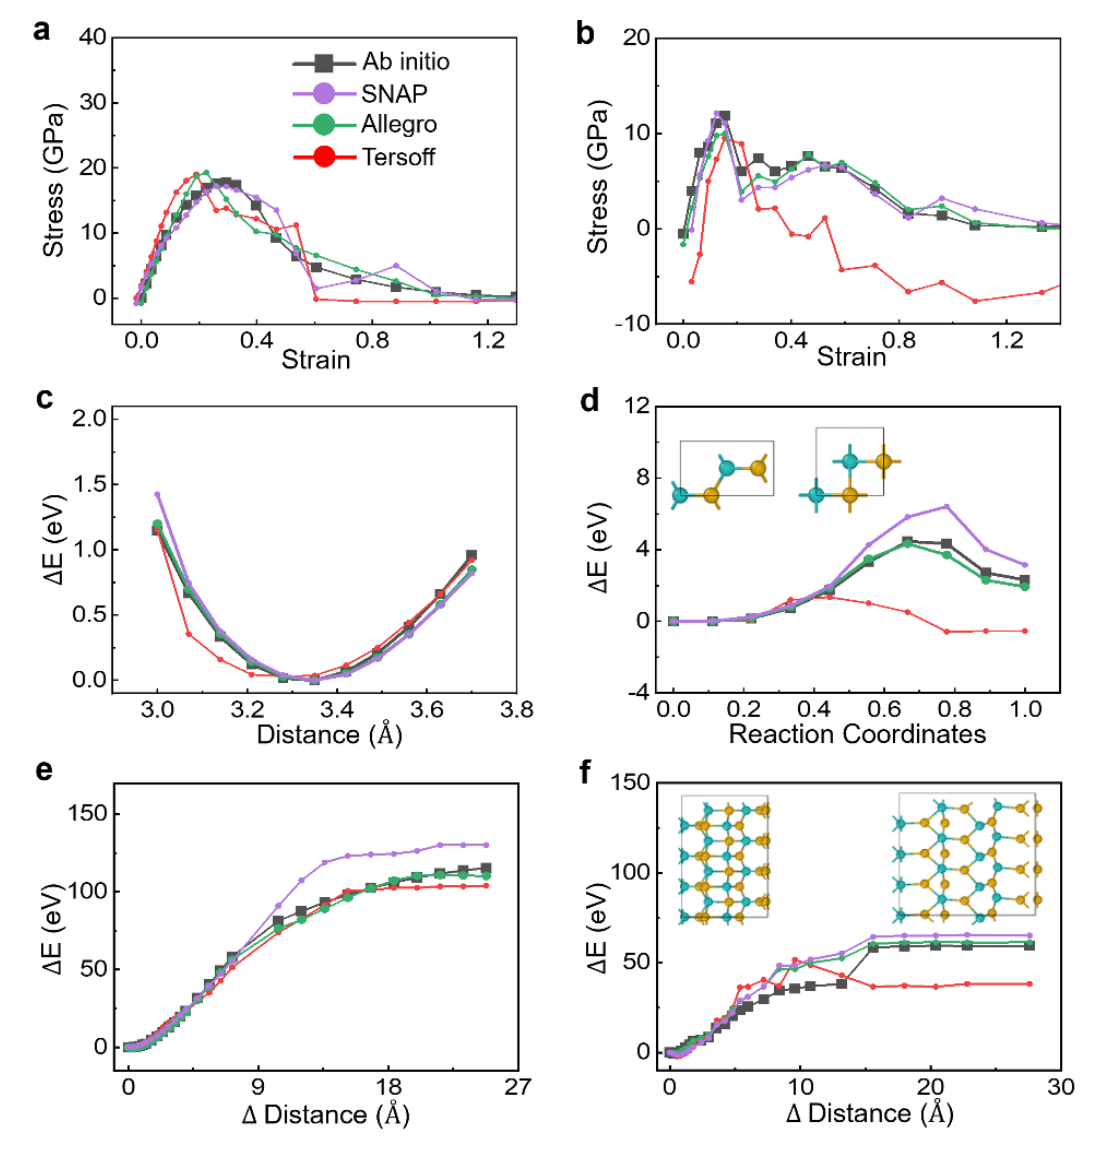 a
40
30
20
10
0
Stress (GPa)
0.0 0.4 0.8 1.2
Strain
Ab initio
SNAP
Allegro
Tersoff
b
20
10
0
-10
Stress (GPa)
0.0 0.4 0.8 1.2
Strain
c
2.0
1.5
1.0
0.5
0.0
ΔE (eV)
3.0 3.2 3.4 3.6 3.8
Distance (Å)
d
12
8
4
0
-4
ΔE (eV)
0.0 0.2 0.4 0.6 0.8 1.0
Reaction Coordinates
e
150
100
50
0
ΔE (eV)
0 9 18 27
Δ Distance (Å)
f
150
100
50
0
ΔE (eV)
0 10 20 30
Δ Distance (Å)